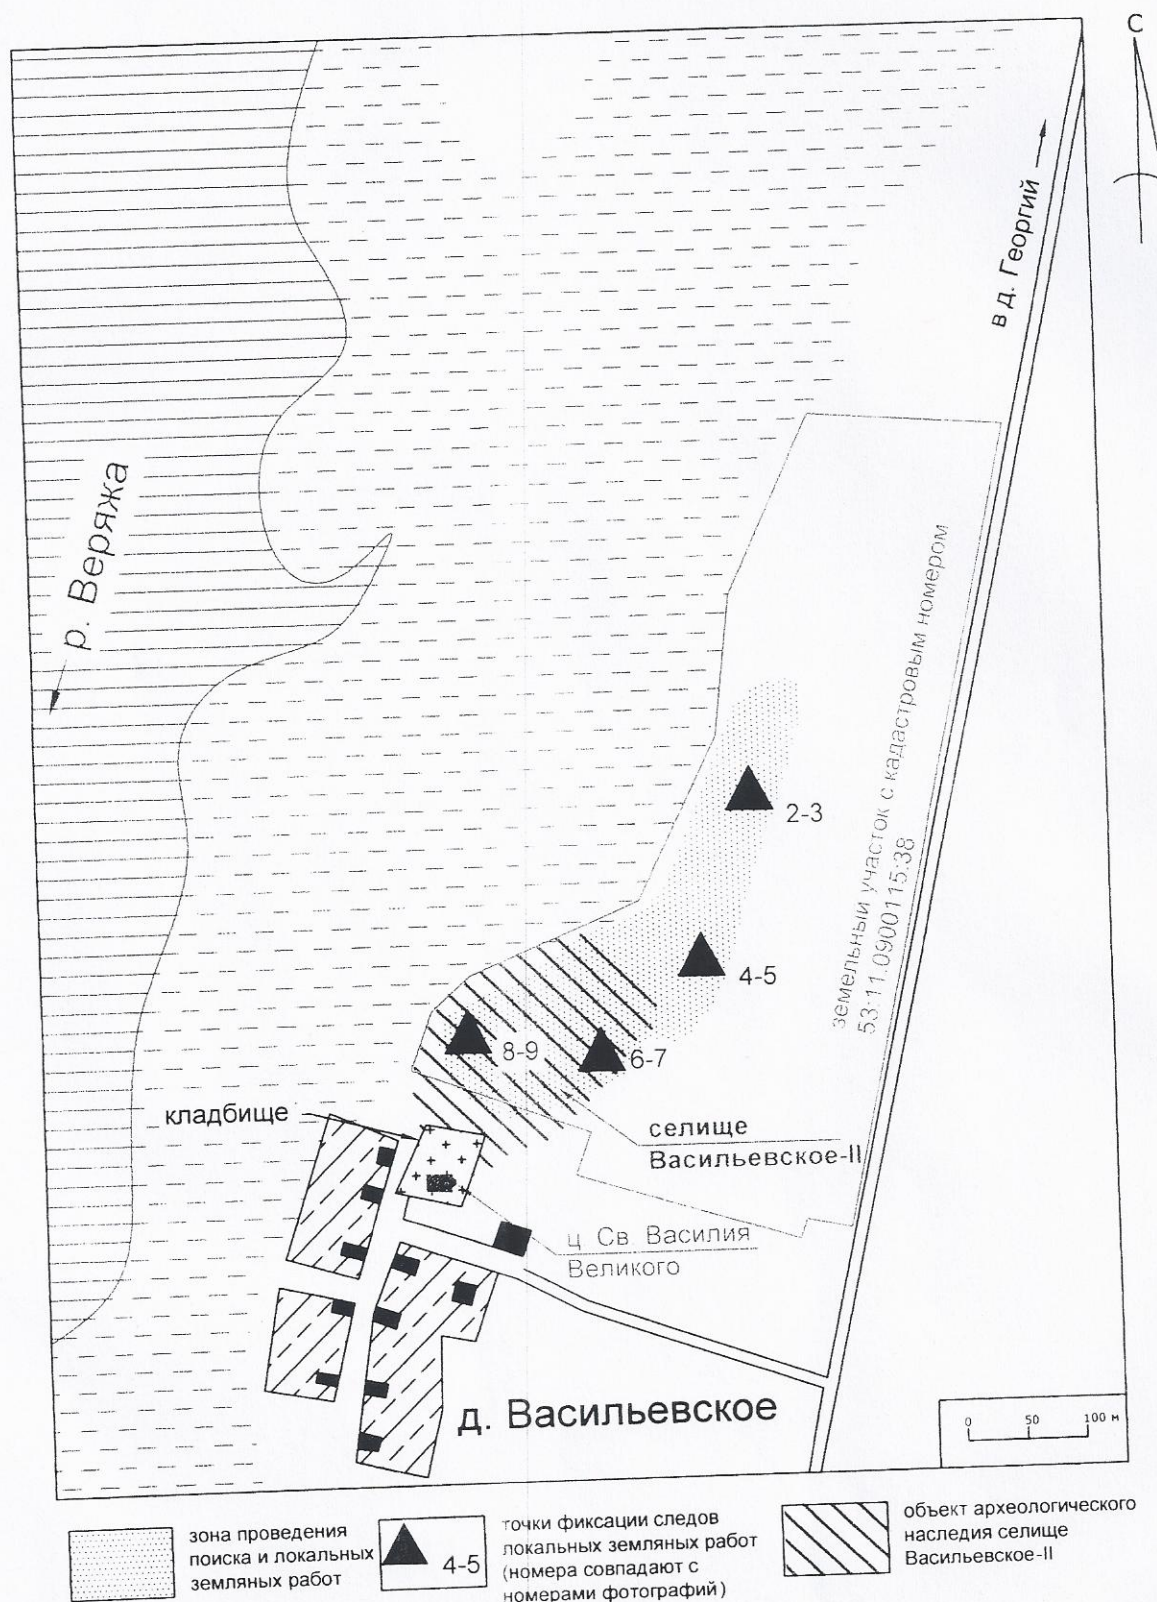 С
в д. Георгий
р. Веряжа
земельный участок с кадастровым номером
53:11:0900115:38
2-3
4-5
8-9
6-7
кладбище
селище
Васильевское-II
ц Св. Василия
Великого
д. Васильевское
0 50 100 м
зона проведения
поиска и локальных
земляных работ
4-5
точки фиксации следов
локальных земляных работ
(номера совпадают с
номерами фотографий)
объект археологического
наследия селище
Васильевское-II